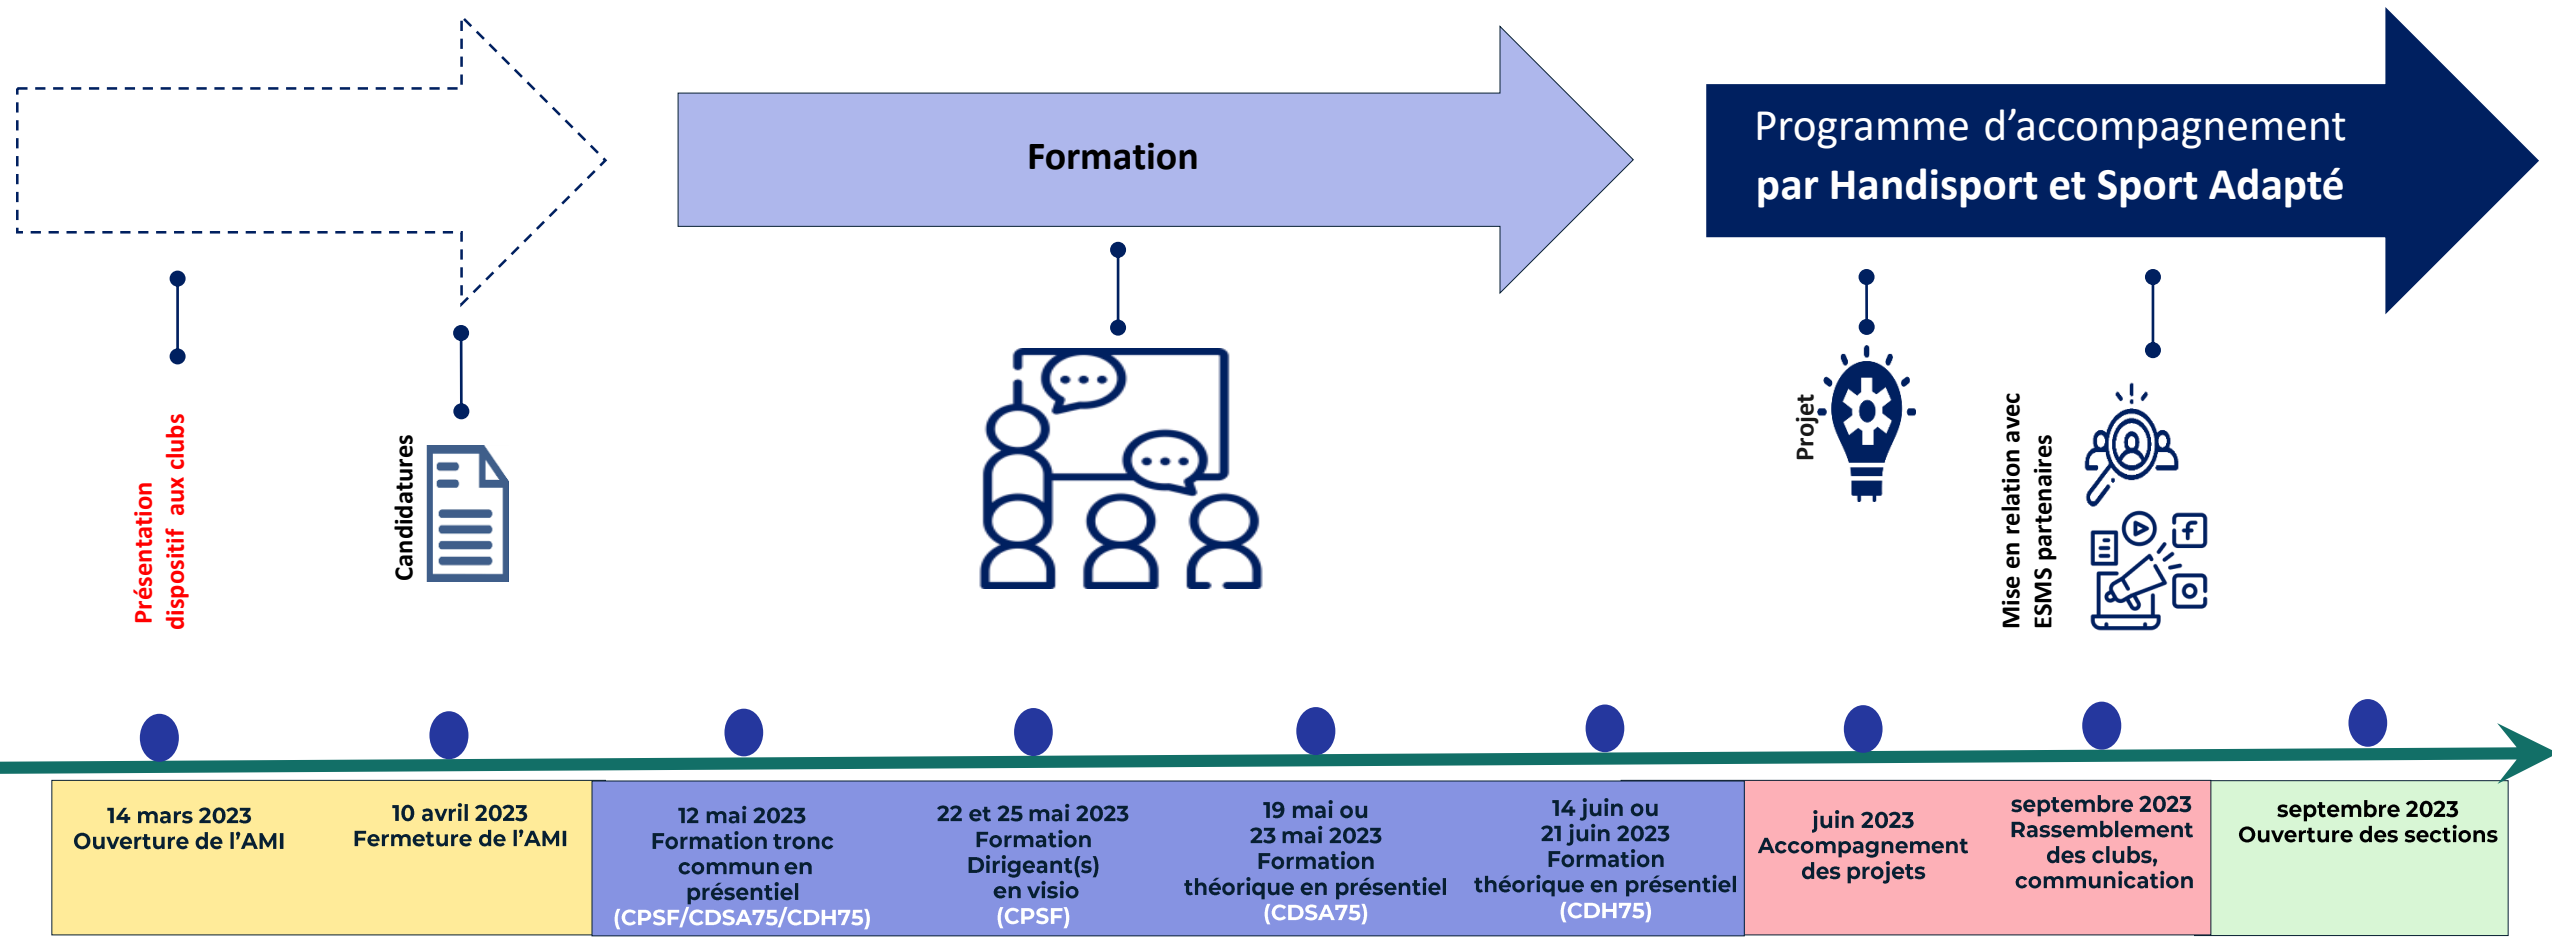 Formation
Programme d’accompagnement
par Handisport et Sport Adapté
Présentation
dispositif aux clubs
Candidatures
Projet
Mise en relation avec
ESMS partenaires
14 mars 2023
Ouverture de l’AMI
10 avril 2023
Fermeture de l’AMI
12 mai 2023
Formation tronc
commun en
présentiel
(CPSF/CDSA75/CDH75)
22 et 25 mai 2023
Formation
Dirigeant(s)
en visio
(CPSF)
19 mai ou
23 mai 2023
Formation
théorique en présentiel
(CDSA75)
14 juin ou
21 juin 2023
Formation
théorique en présentiel
(CDH75)
juin 2023
Accompagnement
des projets
septembre 2023
Rassemblement
des clubs,
communication
septembre 2023
Ouverture des sections